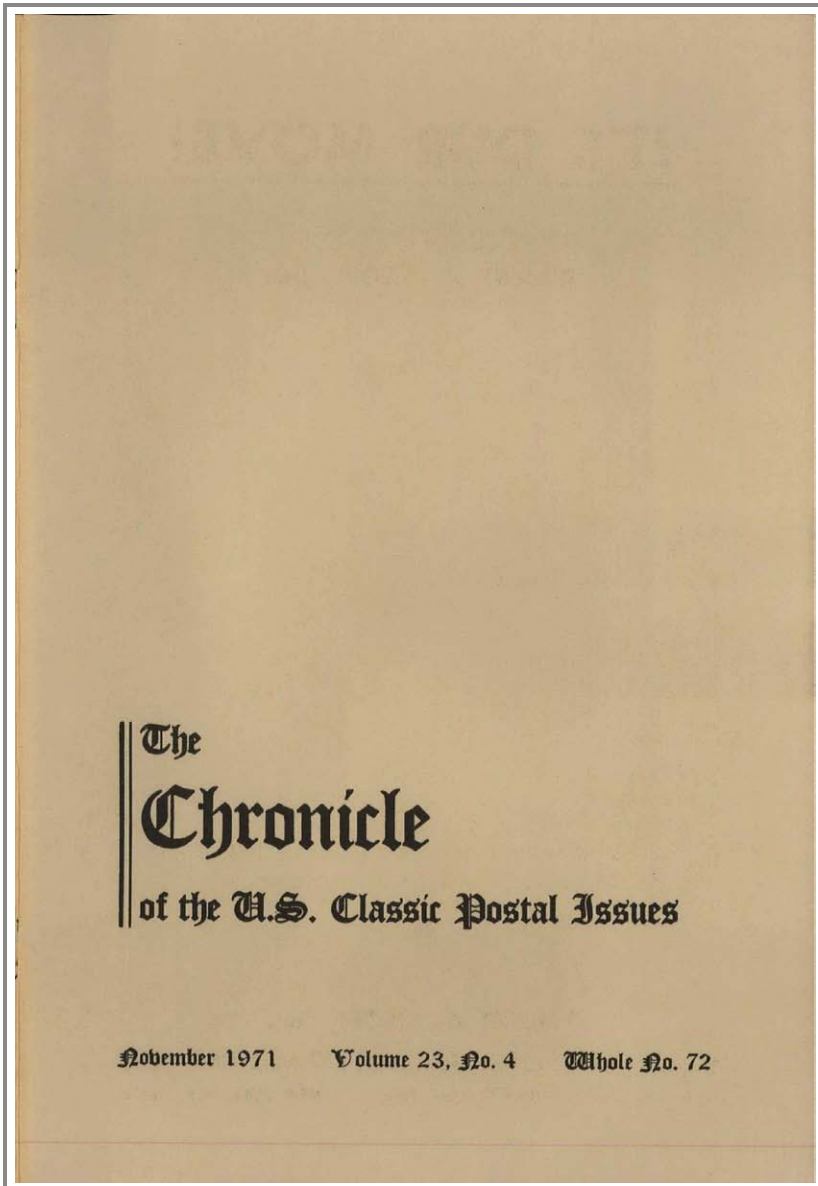 The
Chronicle
of the U.S. Classic Postal Issues
November 1971 Volume 23, No. 4 Whole No. 72